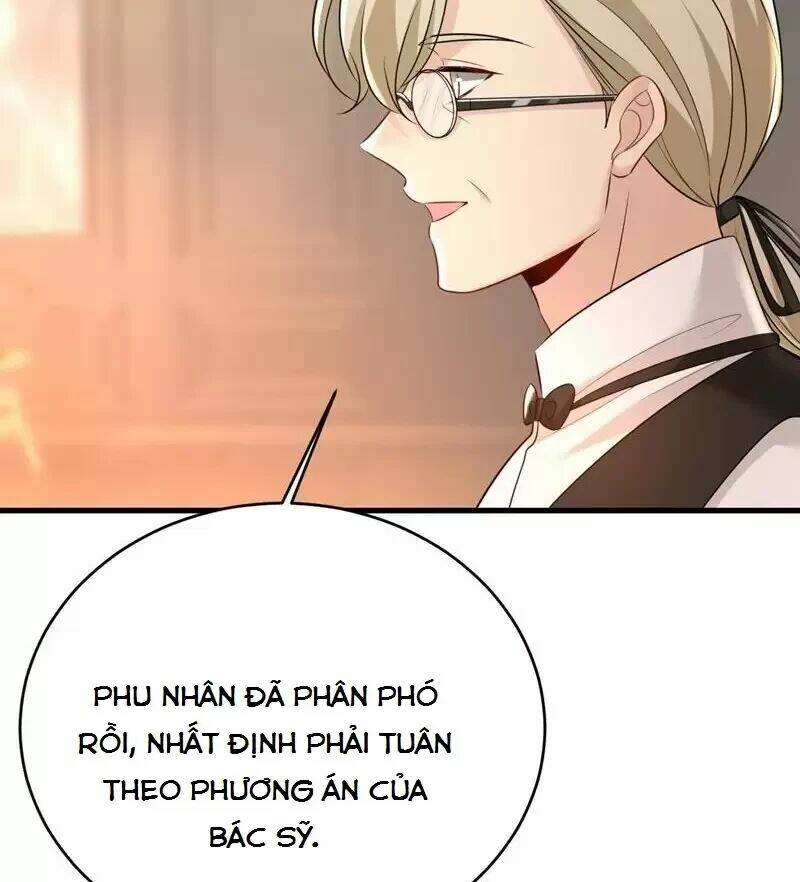 PHU NHÂN ĐÃ PHÂN PHÓ
RỒI, NHẤT ĐỊNH PHẢI TUÂN
THEO PHƯƠNG ÁN CỦA
BÁC SỸ.